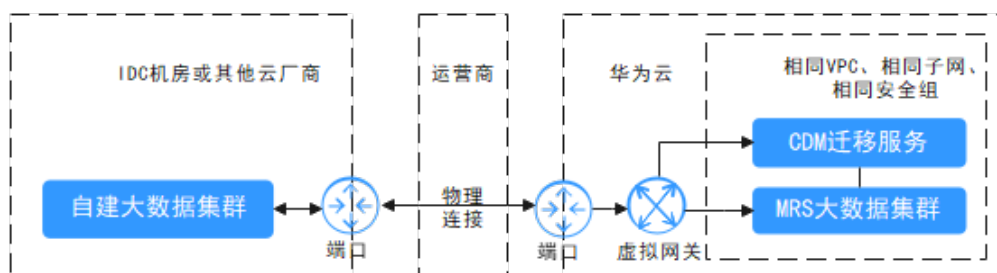 IDC机房或其他云厂商
运营商
华为云
相同VPC、相同子网、
相同安全组
CDM迁移服务
自建大数据集群
物理
连接
MRS大数据集群
端口
端口
虚拟网关